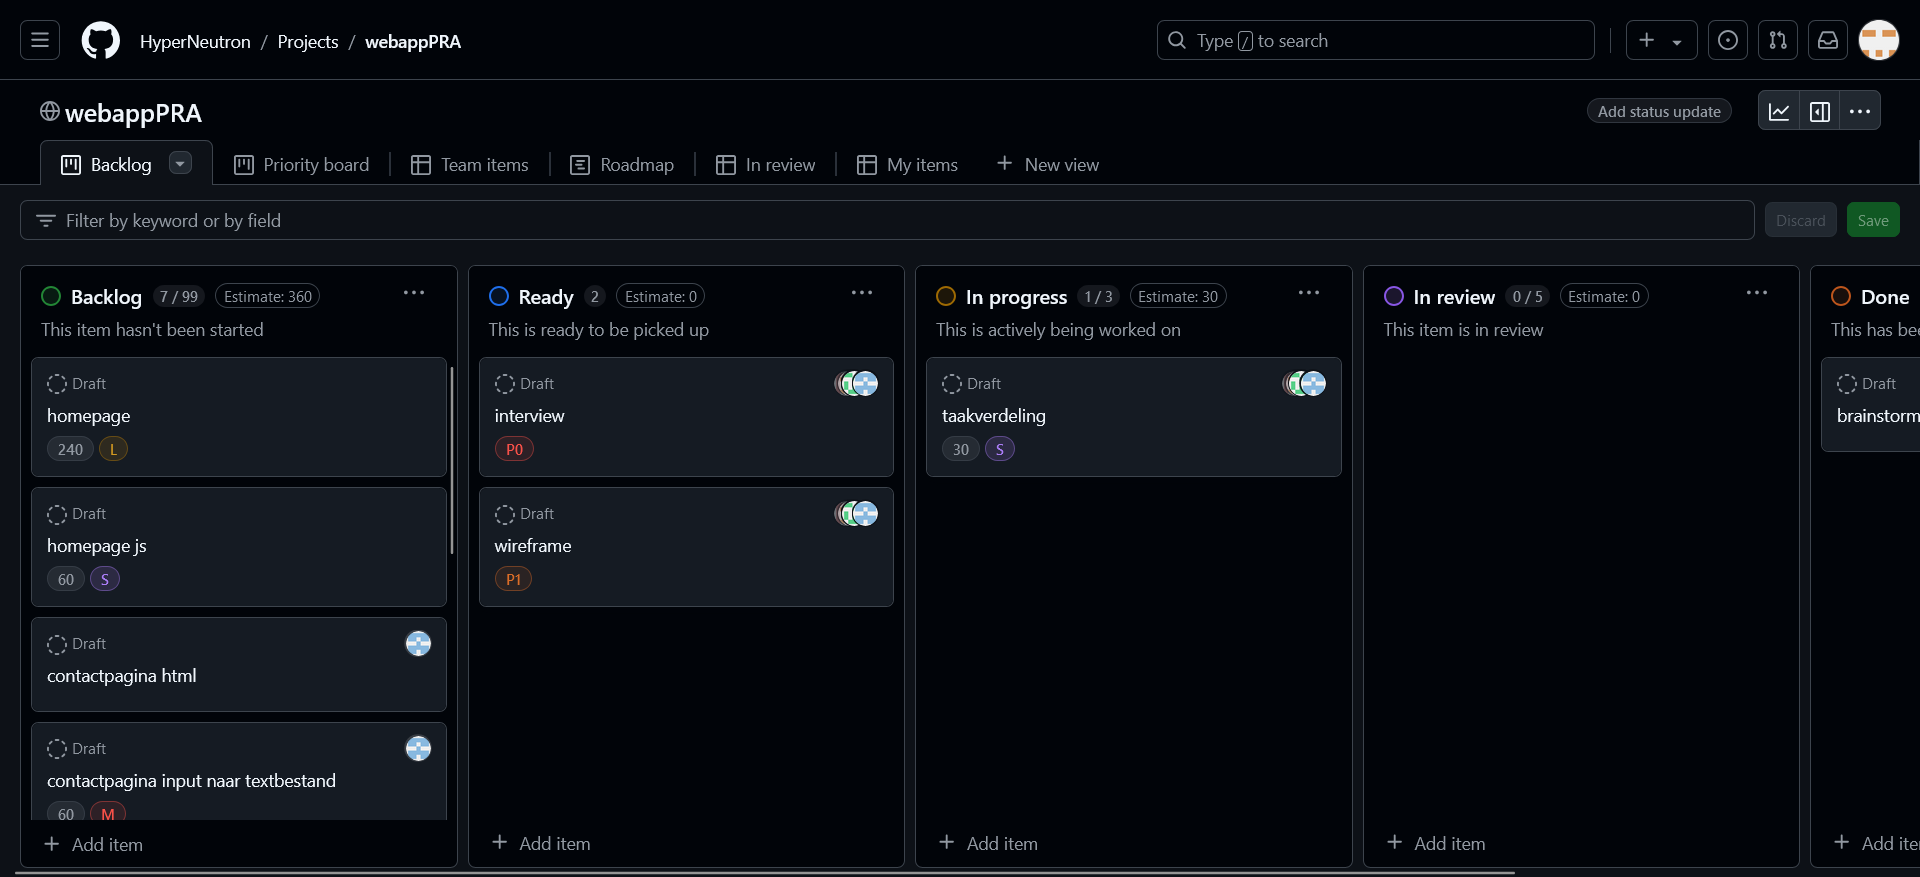 HyperNeutron / Projects / webappPRA
Type / to search
webappPRA
Add status update
Backlog
Priority board
Team items
Roadmap
In review
My items
New view
Filter by keyword or by field
Discard
Save
Backlog 7 / 99 Estimate: 360
This item hasn't been started
Draft
homepage
240 L
Draft
homepage js
60 S
Draft
contactpagina html
Draft
contactpagina input naar textbestand
60 M
Add item
Ready 2 Estimate: 0
This is ready to be picked up
Draft
interview
P0
Draft
wireframe
P1
Add item
In progress 1 / 3 Estimate: 30
This is actively being worked on
Draft
taakverdeling
30 S
Add item
In review 0 / 5 Estimate: 0
This item is in review
Add item
Done
This has bee
Draft
brainstorm
Add ite